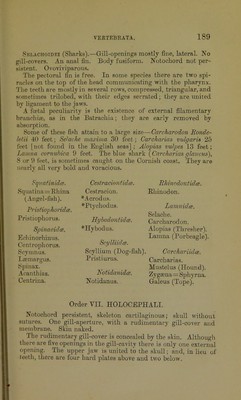 VERTEBRATA. 189
SELACHOIDEI (Sharks).—Gill-openings mostly five, lateral. No
gill-covers. An anal fin. Body fusiform. Notochord not per-
sistent. Ovoviviparous.
The pectoral fin is free. In some species there are two spi-
racles on the top of the head communicating with the pharynx.
The teeth are mostly in several rows, compressed, triangular, and
sometimes trilobed, with their edges serrated; they are united
by ligament to the jaws.
A fœtal peculiarity is the existence of external filamentary
branchiæ, as in the Batrachia; they are early removed by
absorption.
Some of these fish attain to a large size—Carcharodon Ronde-
letii 40 feet; Selache maxima 30 feet; Carcharias vulgaris 25
feet [not found in the English seas]; Alopias vulpes 13 feet;
Lamna cornubica 9 feet. The blue shark (Carcharias glaucus),
8 or 9 feet, is sometimes caught on the Cornish coast. They are
nearly all very bold and voracious.
Squatinidæ.
Squatina = Rhina
(Angel-fish).
Pristiophoridæ.
Pristiophorus.
Spinacidæ.
Echinorhinus.
Centrophorus.
Scymnus.
Læmargus.
Spinax.
Acanthias.
Centrina.
Cestraciontidæ.
Cestracion.
*Acrodus.
*Ptychodus.
Hybodontidæ.
*Hybodus.
Scylliidæ.
Scyllium (Dog-fish).
Pristiurus.
Notidanidæ.
Notidanus.
Rhinodontidæ.
Rhinodon.
Lamnidæ.
Selache.
Carcharodon.
Alopias (Thresher).
Lamna (Porbeagle).
Carchariidæ.
Carcharias.
Mustelus (Hound).
Zygæna = Sphyrna.
Galeus (Tope).
Order VII. HOLOCEPHALI.
Notochord persistent, skeleton cartilaginous; skull without
sutures. One gill-aperture, with a rudimentary gill-cover and
membrane. Skin naked.
The rudimentary gill-cover is concealed by the skin. Although
there are five openings in the gill-cavity there is only one external
opening. The upper jaw is united to the skull; and, in lieu of
teeth, there are four hard plates above and two below.